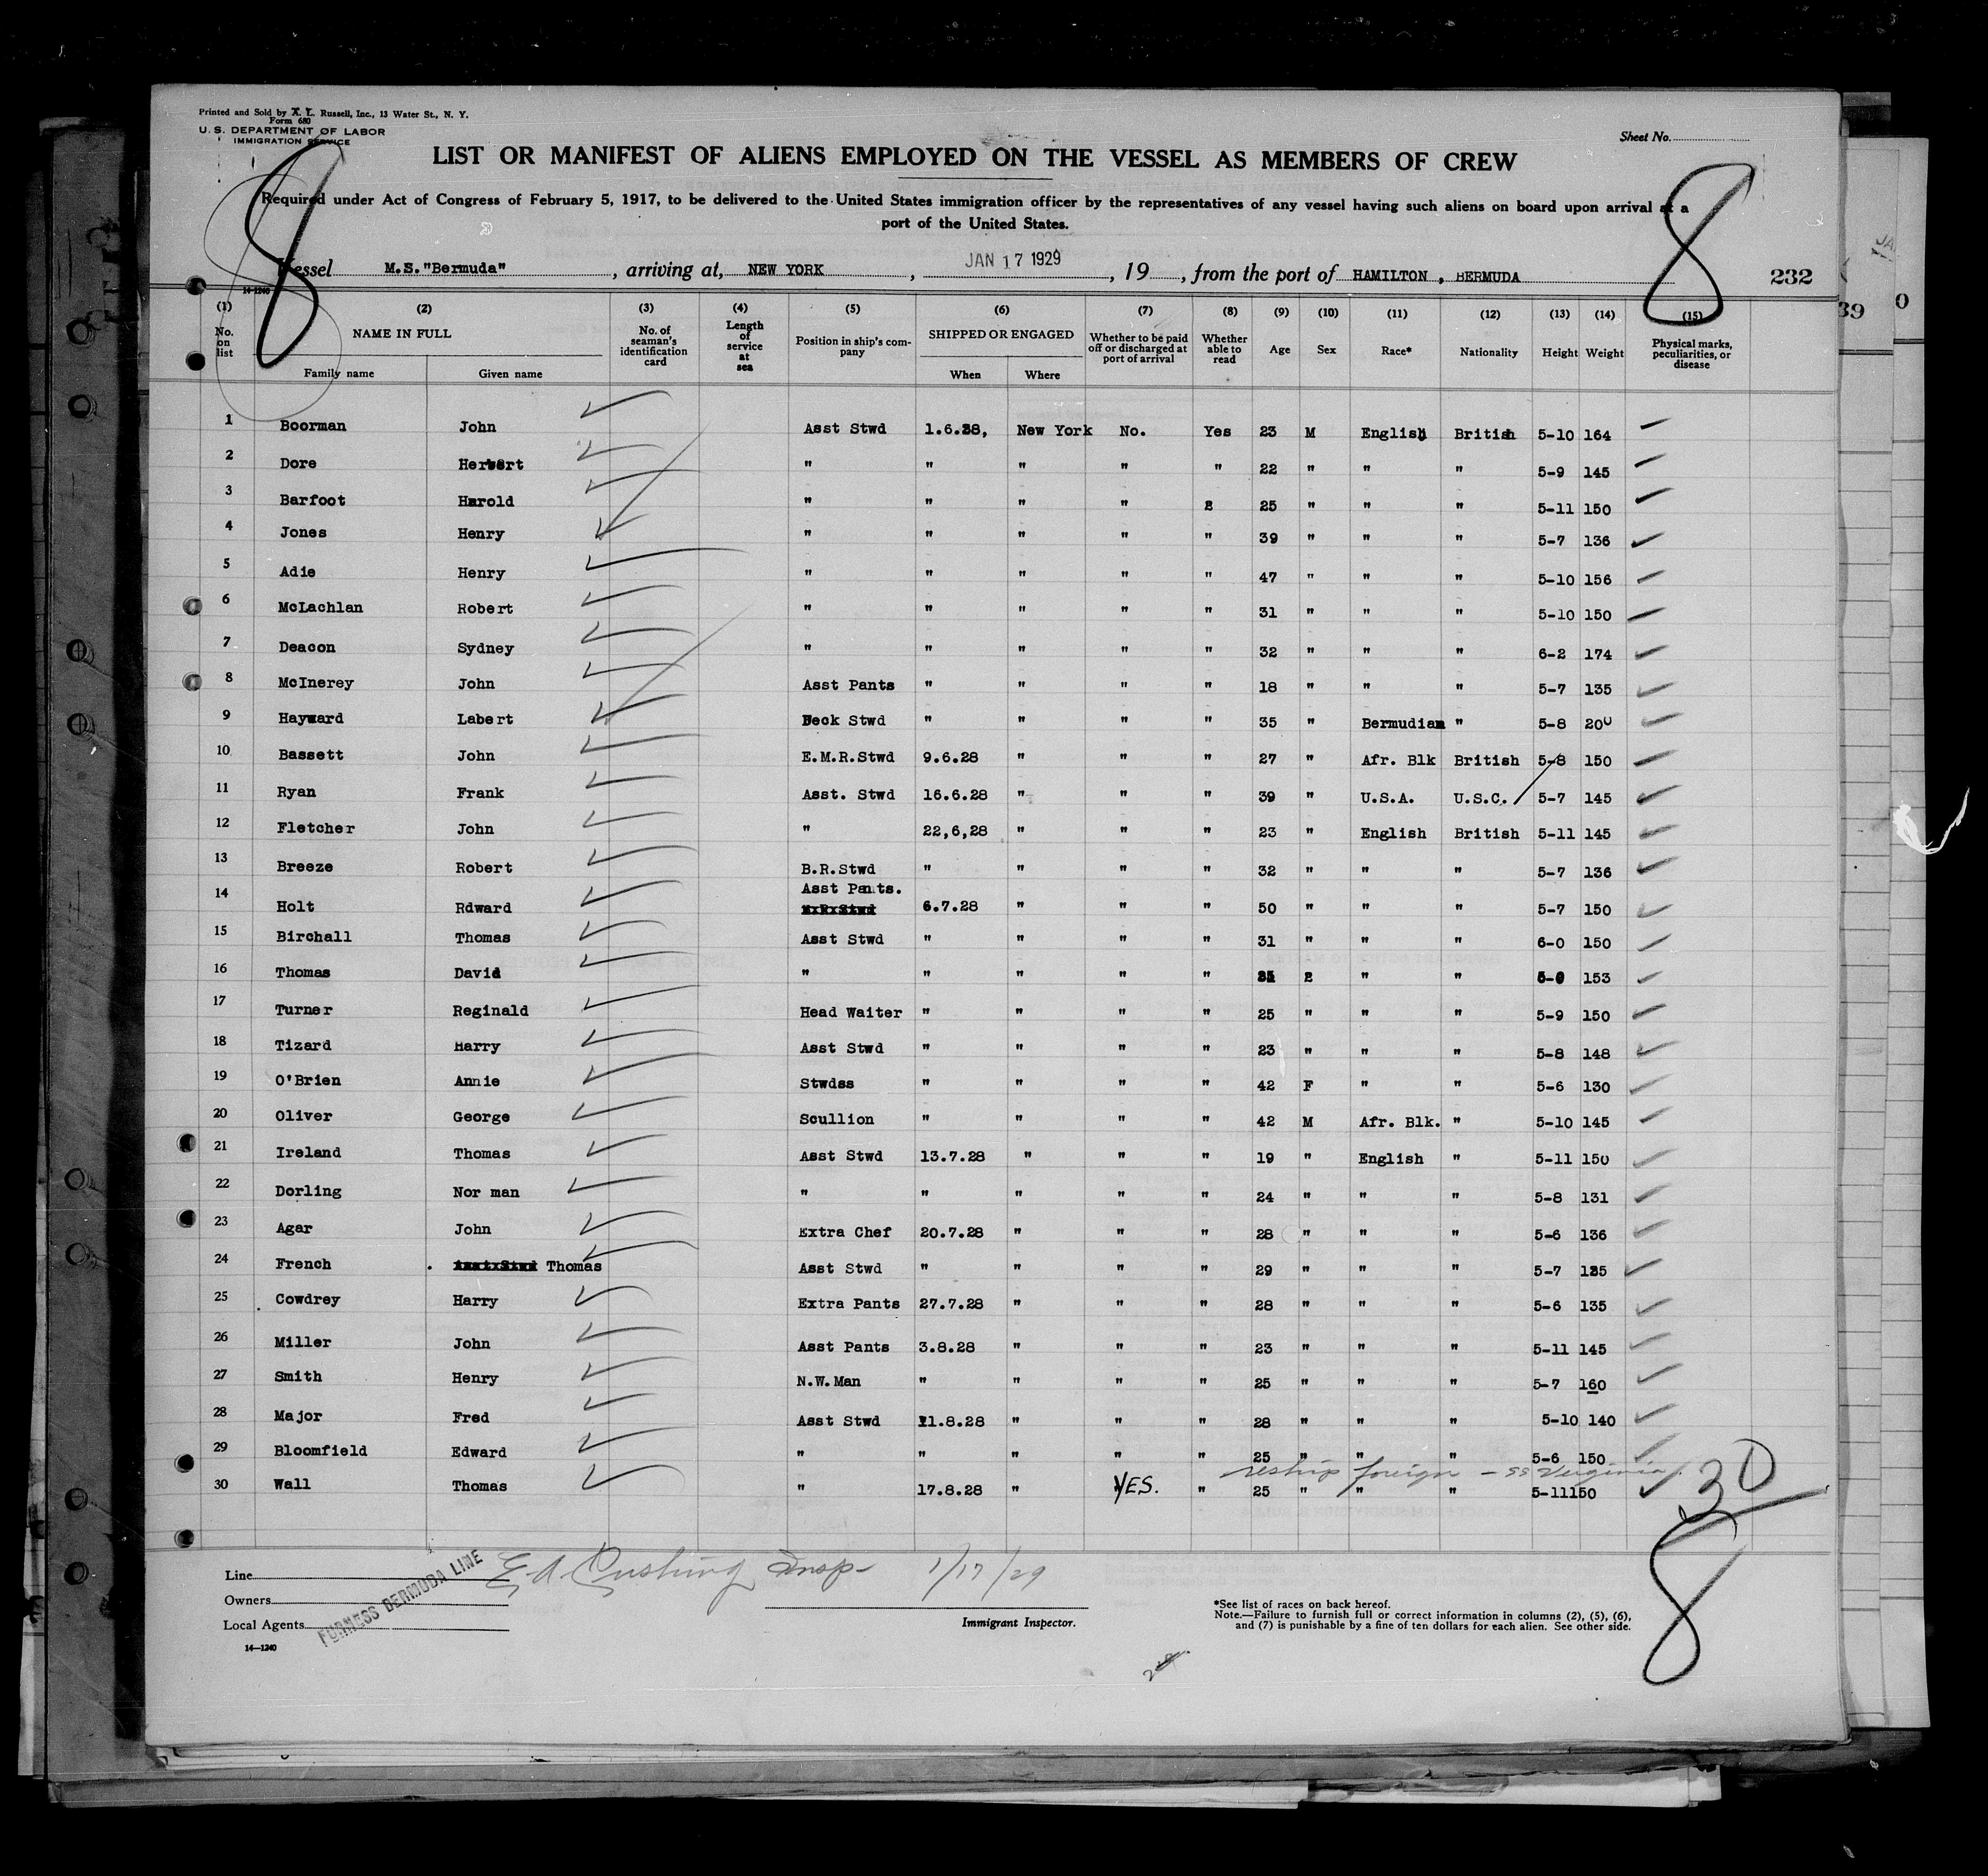 Printed and Sold by A. L. Russell, Inc., 13 Water St., N. Y.
Form 680
U. S. DEPARTMENT OF LABOR
IMMIGRATION SERVICE
Sheet No.
LIST OR MANIFEST OF ALIENS EMPLOYED ON THE VESSEL AS MEMBERS OF CREW
Required under Act of Congress of February 5, 1917, to be delivered to the United States immigration officer by the representatives of any vessel having such aliens on board upon arrival at a
port of the United States.
8 8
Vessel M.S."Bermuda", arriving at, NEW YORK, JAN 17 1929, 19, from the port of HAMILTON, BERMUDA 232
14-1240
(1) No. on list (2) NAME IN FULL Family name Given name (3) No. of seaman's identification card (4) Length of service at sea (5) Position in ship's company (6) SHIPPED OR ENGAGED When Where (7) Whether to be paid off or discharged at port of arrival (8) Whether able to read (9) Age (10) Sex (11) Race* (12) Nationality (13) Height (14) Weight (15) Physical marks, peculiarities, or disease
1 Boorman John Asst Stwd 1.6.28, New York No. Yes 23 M English British 5-10 164
2 Dore Herbert " " " " " 22 " " " 5-9 145
3 Barfoot Harold " " " " 2 25 " " " 5-11 150
4 Jones Henry " " " " " 39 " " " 5-7 136
5 Adie Henry " " " " " 47 " " " 5-10 156
6 McLachlan Robert " " " " " 31 " " " 5-10 150
7 Deacon Sydney " " " " " 32 " " " 6-2 174
8 McInerey John Asst Pants " " " " 18 " " " 5-7 135
9 Hayward Labert Deck Stwd " " " " 35 " Bermudian " 5-8 200
10 Bassett John E.M.R.Stwd 9.6.28 " " " 27 " Afr. Blk British 5-8 150
11 Ryan Frank Asst. Stwd 16.6.28 " " " 39 " U.S.A. U.S.C. 5-7 145
12 Fletcher John " 22,6,28 " " " 23 " English British 5-11 145
13 Breeze Robert B.R.Stwd " " " " 32 " " " 5-7 136
Asst Pants.
14 Holt Rdward 6.7.28 " " " 50 " " " 5-7 150
15 Birchall Thomas Asst Stwd " " " " 31 " " " 6-0 150
16 Thomas David " " " " " 2 " " 153
17 Turner Reginald Head Waiter " " " " 25 " " " 5-9 150
18 Tizard Harry Asst Stwd " " " " 23 " " " 5-8 148
19 O'Brien Annie Stwdss " " " " 42 F " " 5-6 130
20 Oliver George Scullion " " " " 42 M Afr. Blk. " 5-10 145
21 Ireland Thomas Asst Stwd 13.7.28 " " " 19 " English " 5-11 150
22 Dorling Nor man " " " " " 24 " " " 5-8 131
23 Agar John Extra Chef 20.7.28 " " " 28 " " " 5-6 136
24 French Thomas Asst Stwd " " " " 29 " " " 5-7
25 Cowdrey Harry Extra Pants 27.7.28 " " " 28 " " " 5-6 135
26 Miller John Asst Pants 3.8.28 " " " 23 " " " 5-11 145
27 Smith Henry N.W.Man " " " " 25 " " " 5-7 160
28 Major Fred Asst Stwd 11.8.28 " " " 28 " " " 5-10 140
29 Bloomfield Edward " " " " " 25 " " " 5-6 150
reship foreign - SS Virginia
30 Wall Thomas " 17.8.28 " YES. " 25 " " " 5-11150
30
8
Line
Owners
Local Agents
FURNESS BERMUDA LINE
14—1240
E. A. Cushing Insp- 1/17/29
Immigrant Inspector.
*See list of races on back hereof.
Note.—Failure to furnish full or correct information in columns (2), (5), (6),
and (7) is punishable by a fine of ten dollars for each alien. See other side.
39
0